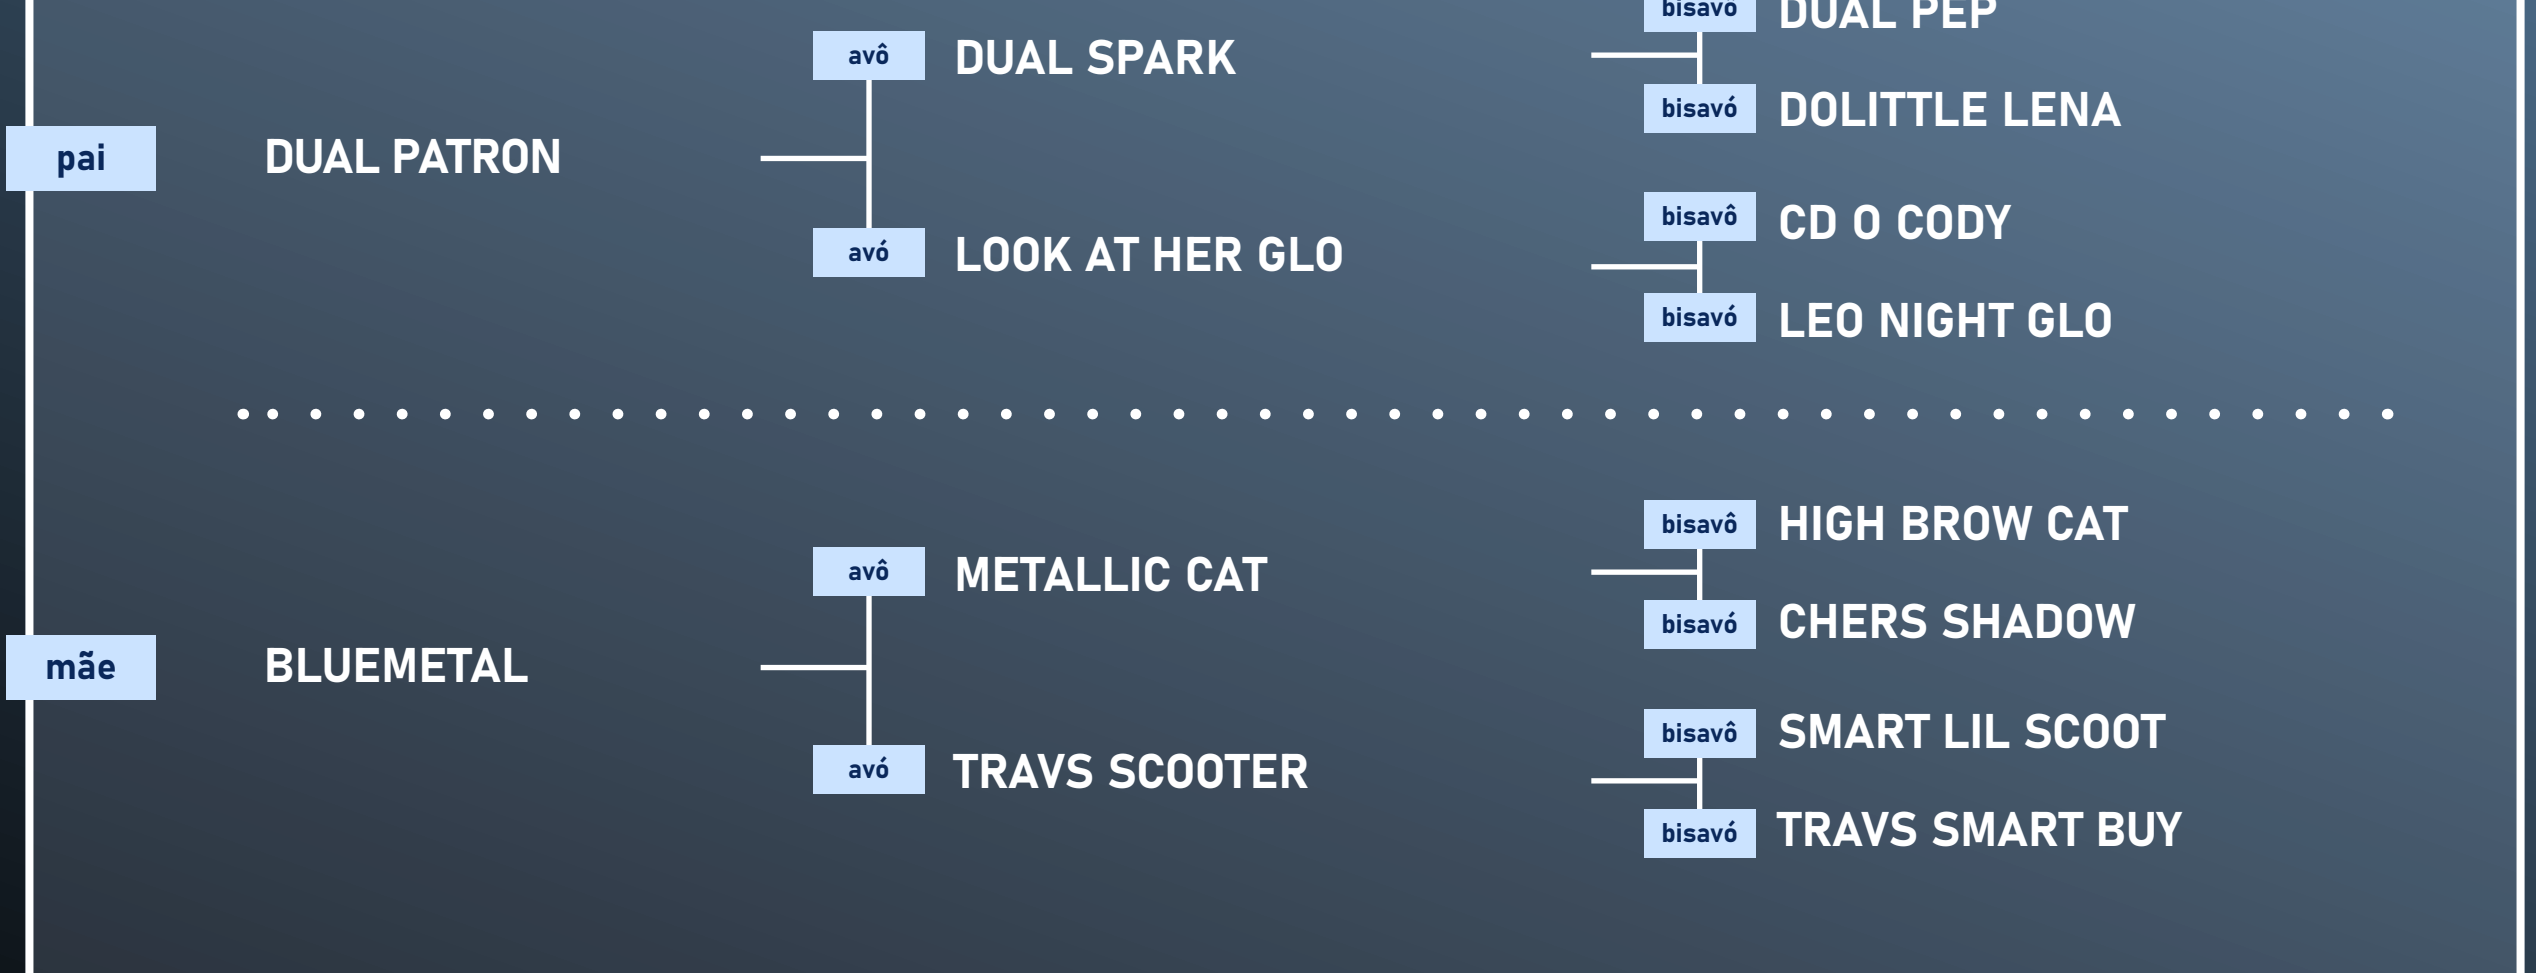 bisavô DUAL PEP
avô DUAL SPARK
bisavó DOLITTLE LENA
pai DUAL PATRON
bisavô CD O CODY
avó LOOK AT HER GLO
bisavó LEO NIGHT GLO
bisavô HIGH BROW CAT
avô METALLIC CAT
bisavó CHERS SHADOW
mãe BLUEMETAL
bisavô SMART LIL SCOOT
avó TRAVS SCOOTER
bisavó TRAVS SMART BUY